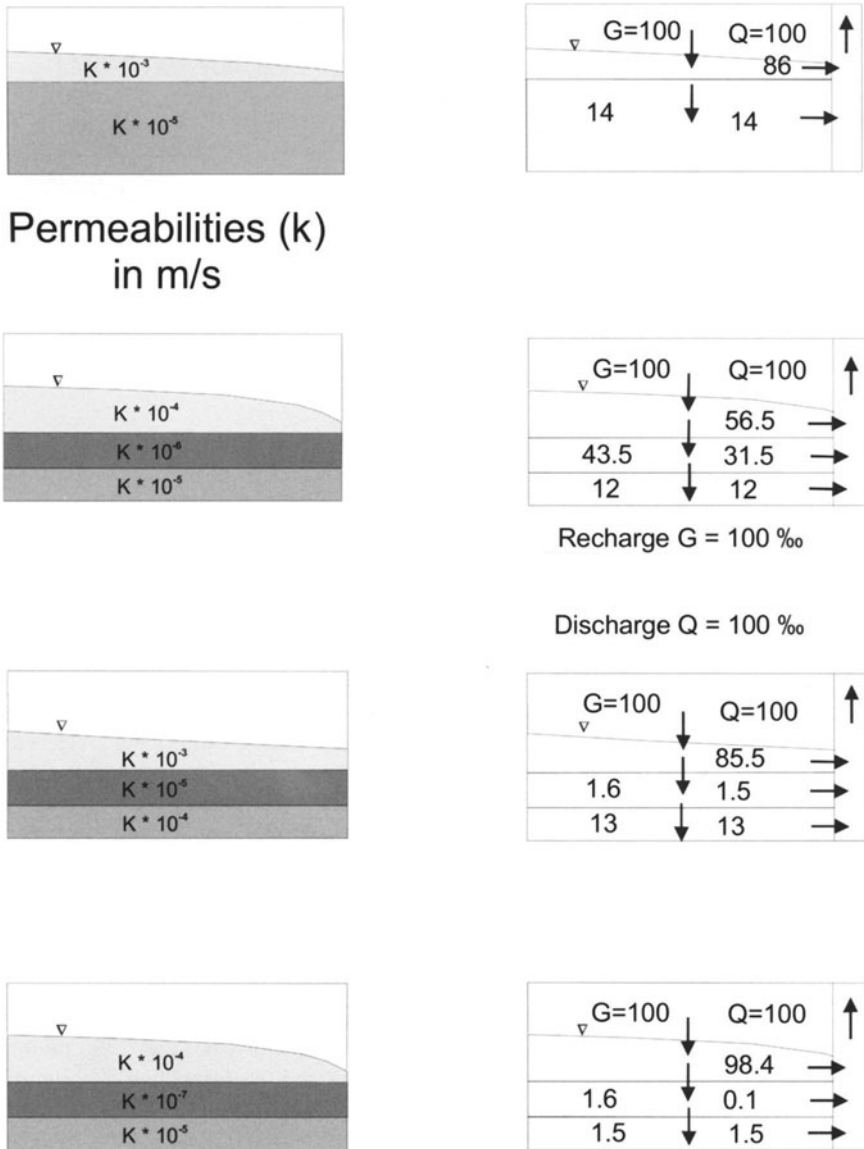 K * 10⁻³
K * 10⁻⁵
G=100 Q=100
86
14 14
Permeabilities (k)
in m/s
K * 10⁻⁴
K * 10⁻⁶
K * 10⁻⁵
G=100 Q=100
56.5
43.5 31.5
12 12
Recharge G = 100 ‰
Discharge Q = 100 ‰
K * 10⁻³
K * 10⁻⁵
K * 10⁻⁴
G=100 Q=100
85.5
1.6 1.5
13 13
K * 10⁻⁴
K * 10⁻⁷
K * 10⁻⁵
G=100 Q=100
98.4
1.6 0.1
1.5 1.5